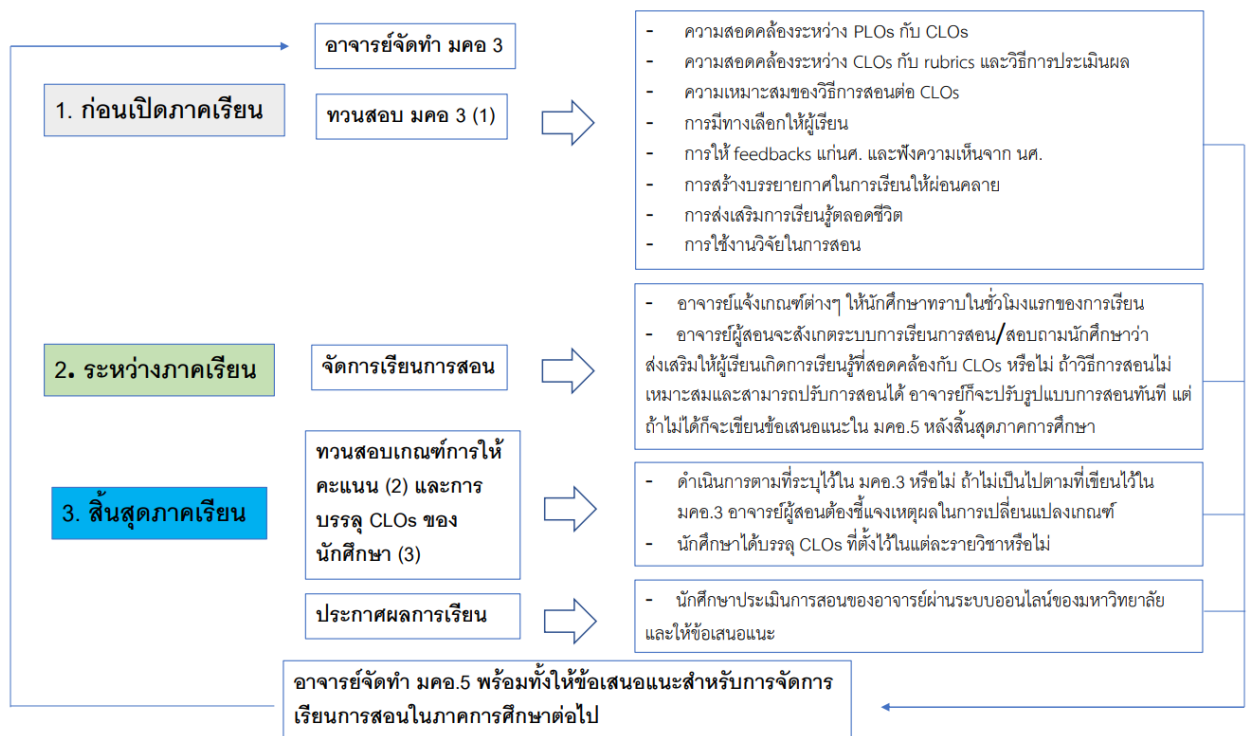 อาจารย์จัดทำ มคอ 3
1. ก่อนเปิดภาคเรียน
ทวนสอบ มคอ 3 (1)
- ความสอดคล้องระหว่าง PLOs กับ CLOs
- ความสอดคล้องระหว่าง CLOs กับ rubrics และวิธีการประเมินผล
- ความเหมาะสมของวิธีการสอนต่อ CLOs
- การมีทางเลือกให้ผู้เรียน
- การให้ feedbacks แก่นศ. และฟังความเห็นจาก นศ.
- การสร้างบรรยายกาศในการเรียนให้ผ่อนคลาย
- การส่งเสริมการเรียนรู้ตลอดชีวิต
- การใช้งานวิจัยในการสอน
2. ระหว่างภาคเรียน
จัดการเรียนการสอน
- อาจารย์แจ้งเกณฑ์ต่างๆ ให้นักศึกษาทราบในชั่วโมงแรกของการเรียน
- อาจารย์ผู้สอนจะสังเกตระบบการเรียนการสอน/สอบถามนักศึกษาว่า
ส่งเสริมให้ผู้เรียนเกิดการเรียนรู้ที่สอดคล้องกับ CLOs หรือไม่ ถ้าวิธีการสอนไม่
เหมาะสมและสามารถปรับการสอนได้ อาจารย์ก็จะปรับรูปแบบการสอนทันที แต่
ถ้าไม่ได้ก็จะเขียนข้อเสนอแนะใน มคอ.5 หลังสิ้นสุดภาคการศึกษา
3. สิ้นสุดภาคเรียน
ทวนสอบเกณฑ์การให้
คะแนน (2) และการ
บรรลุ CLOs ของ
นักศึกษา (3)
- ดำเนินการตามที่ระบุไว้ใน มคอ.3 หรือไม่ ถ้าไม่เป็นไปตามที่เขียนไว้ใน
มคอ.3 อาจารย์ผู้สอนต้องชี้แจงเหตุผลในการเปลี่ยนแปลงเกณฑ์
- นักศึกษาได้บรรลุ CLOs ที่ตั้งไว้ในแต่ละรายวิชาหรือไม่
ประกาศผลการเรียน
- นักศึกษาประเมินการสอนของอาจารย์ผ่านระบบออนไลน์ของมหาวิทยาลัย
และให้ข้อเสนอแนะ
อาจารย์จัดทำ มคอ.5 พร้อมทั้งให้ข้อเสนอแนะสำหรับการจัดการ
เรียนการสอนในภาคการศึกษาต่อไป